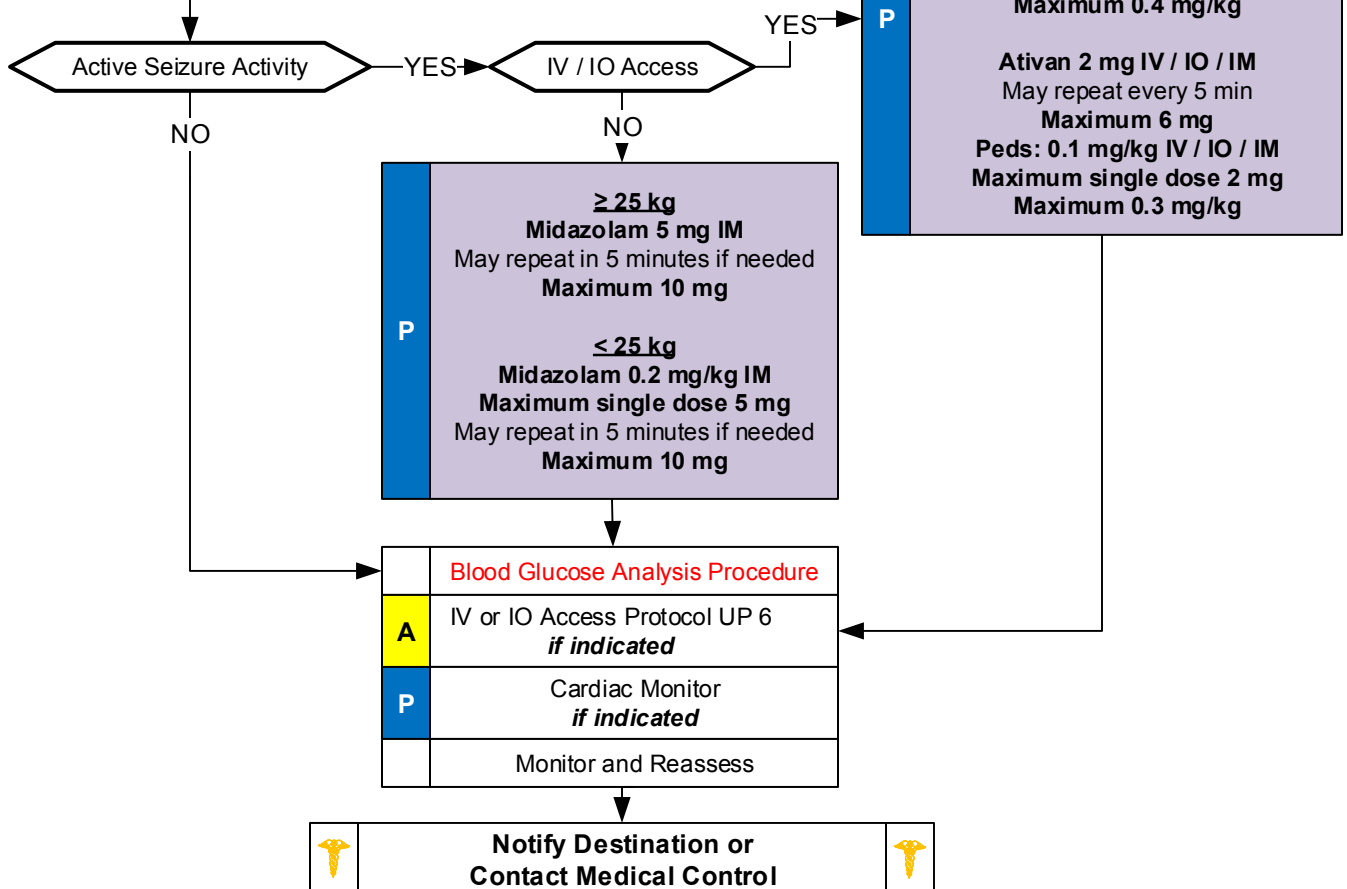 Maximum 0.4 mg/kg
YES
P
Active Seizure Activity
YES
IV / IO Access
Ativan 2 mg IV / IO / IM
May repeat every 5 min
Maximum 6 mg
Peds: 0.1 mg/kg IV / IO / IM
Maximum single dose 2 mg
Maximum 0.3 mg/kg
NO
NO
P
≥ 25 kg
Midazolam 5 mg IM
May repeat in 5 minutes if needed
Maximum 10 mg
< 25 kg
Midazolam 0.2 mg/kg IM
Maximum single dose 5 mg
May repeat in 5 minutes if needed
Maximum 10 mg
Blood Glucose Analysis Procedure
A
IV or IO Access Protocol UP 6
if indicated
P
Cardiac Monitor
if indicated
Monitor and Reassess
Notify Destination or
Contact Medical Control